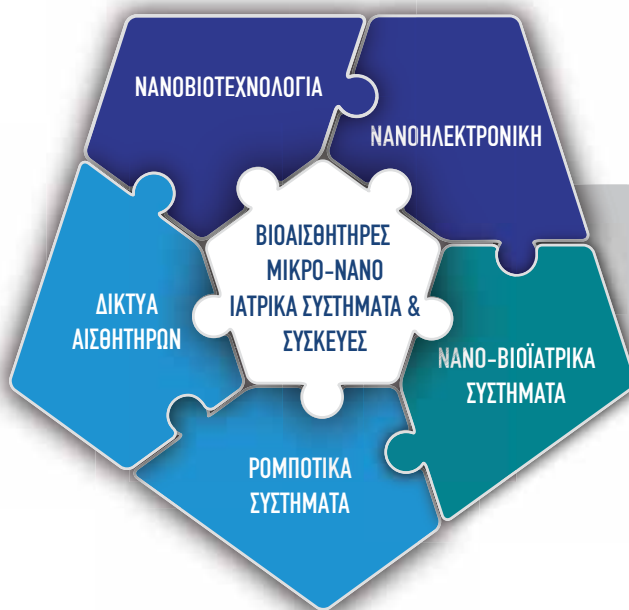 ΝΑΝΟΒΙΟΤΕΧΝΟΛΟΓΙΑ
ΝΑΝΟΗΛΕΚΤΡΟΝΙΚΗ
ΒΙΟΑΙΣΘΗΤΗΡΕΣ
ΜΙΚΡΟ-ΝΑΝΟ
ΙΑΤΡΙΚΑ ΣΥΣΤΗΜΑΤΑ &
ΣΥΣΚΕΥΕΣ
ΔΙΚΤΥΑ
ΑΙΣΘΗΤΗΡΩΝ
ΝΑΝΟ-ΒΙΟΪΑΤΡΙΚΑ
ΣΥΣΤΗΜΑΤΑ
ΡΟΜΠΟΤΙΚΑ
ΣΥΣΤΗΜΑΤΑ